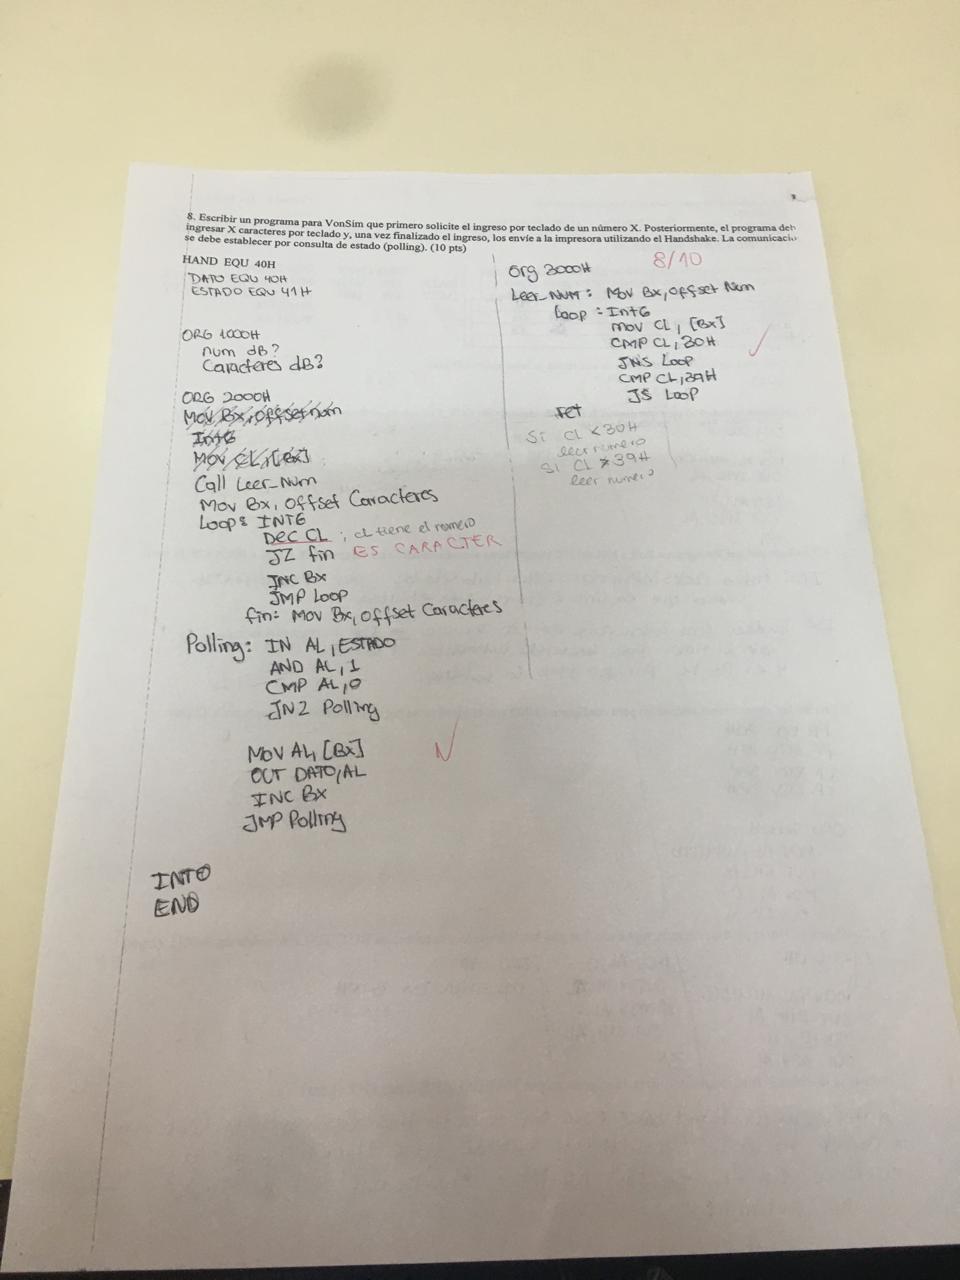 8. Escribir un programa para VonSim que primero solicite el ingreso por teclado de un número X. Posteriormente, el programa deb
ingresar X caracteres por teclado y, una vez finalizado el ingreso, los envíe a la impresora utilizando el Handshake. La comunicació
se debe establecer por consulta de estado (polling). (10 pts)
HAND EQU 40H
DATO EQU 40H
ESTADO EQU 41H
ORG 1000H
num dB?
Caracteres dB?
ORG 2000H
Mov Bx, offset num
Int6
Mov CL, [Bx]
Call Leer_Num
Mov Bx, Offset Caracteres
Loop: INT6
DEC CL ; CL tiene el numero
JZ fin ES CARACTER
INC Bx
JMP Loop
fin: Mov Bx, offset Caracteres
Polling: IN AL, ESTADO
AND AL, 1
CMP AL, 0
JNZ Polling
MOV AL, [Bx]
OUT DATO, AL
INC BX
JMP Polling
INT0
END
8/10
Org 3000H
Leer_NUM: Mov Bx, Offset Num
Loop: Int6
mov CL, [Bx]
CMP CL, 30H
JNS Loop
CMP CL, 39H
JS Loop
ret
Si CL < 30H
leer numero
Si CL > 39H
leer numero